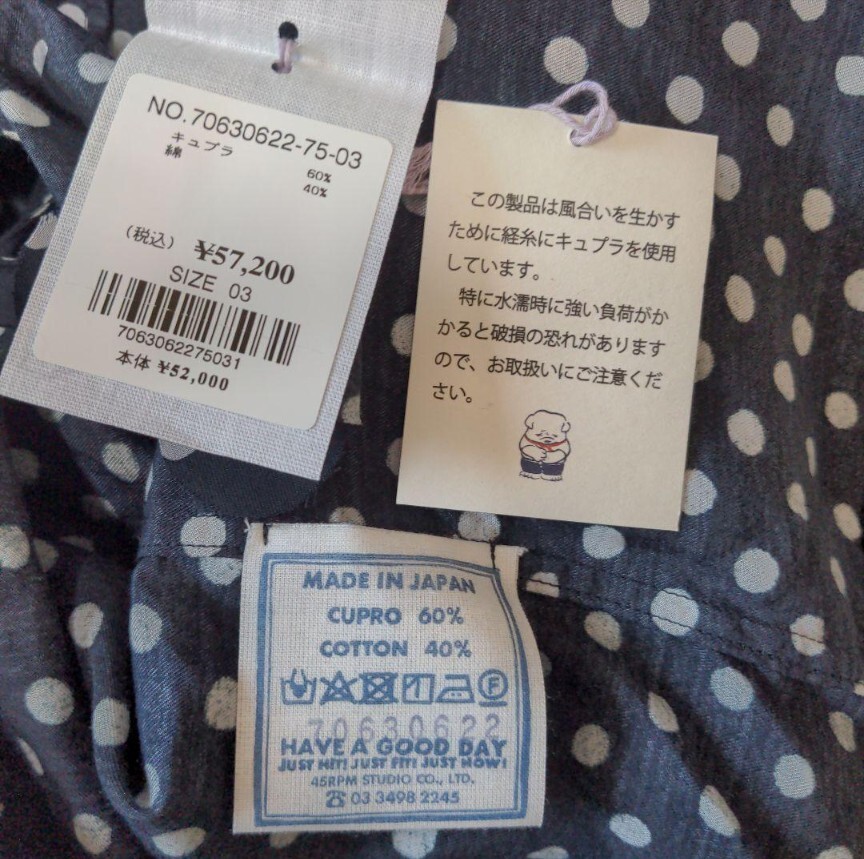 NO.70630622-75-03
キュプラ
60%
綿
40%
(税込) ¥57,200
SIZE 03
7063062275031
本体 ¥52,000
この製品は風合いを生かす
ために経糸にキュプラを使用
しています。
特に水濡時に強い負荷がか
かると破損の恐れがあります
ので、お取扱いにご注意くだ
さい。
MADE IN JAPAN
CUPRO 60%
COTTON 40%
70630622
HAVE A GOOD DAY
JUST HIT! JUST FIT! JUST NOW!
45RPM STUDIO CO., LTD.
☎ 03 3498 2245